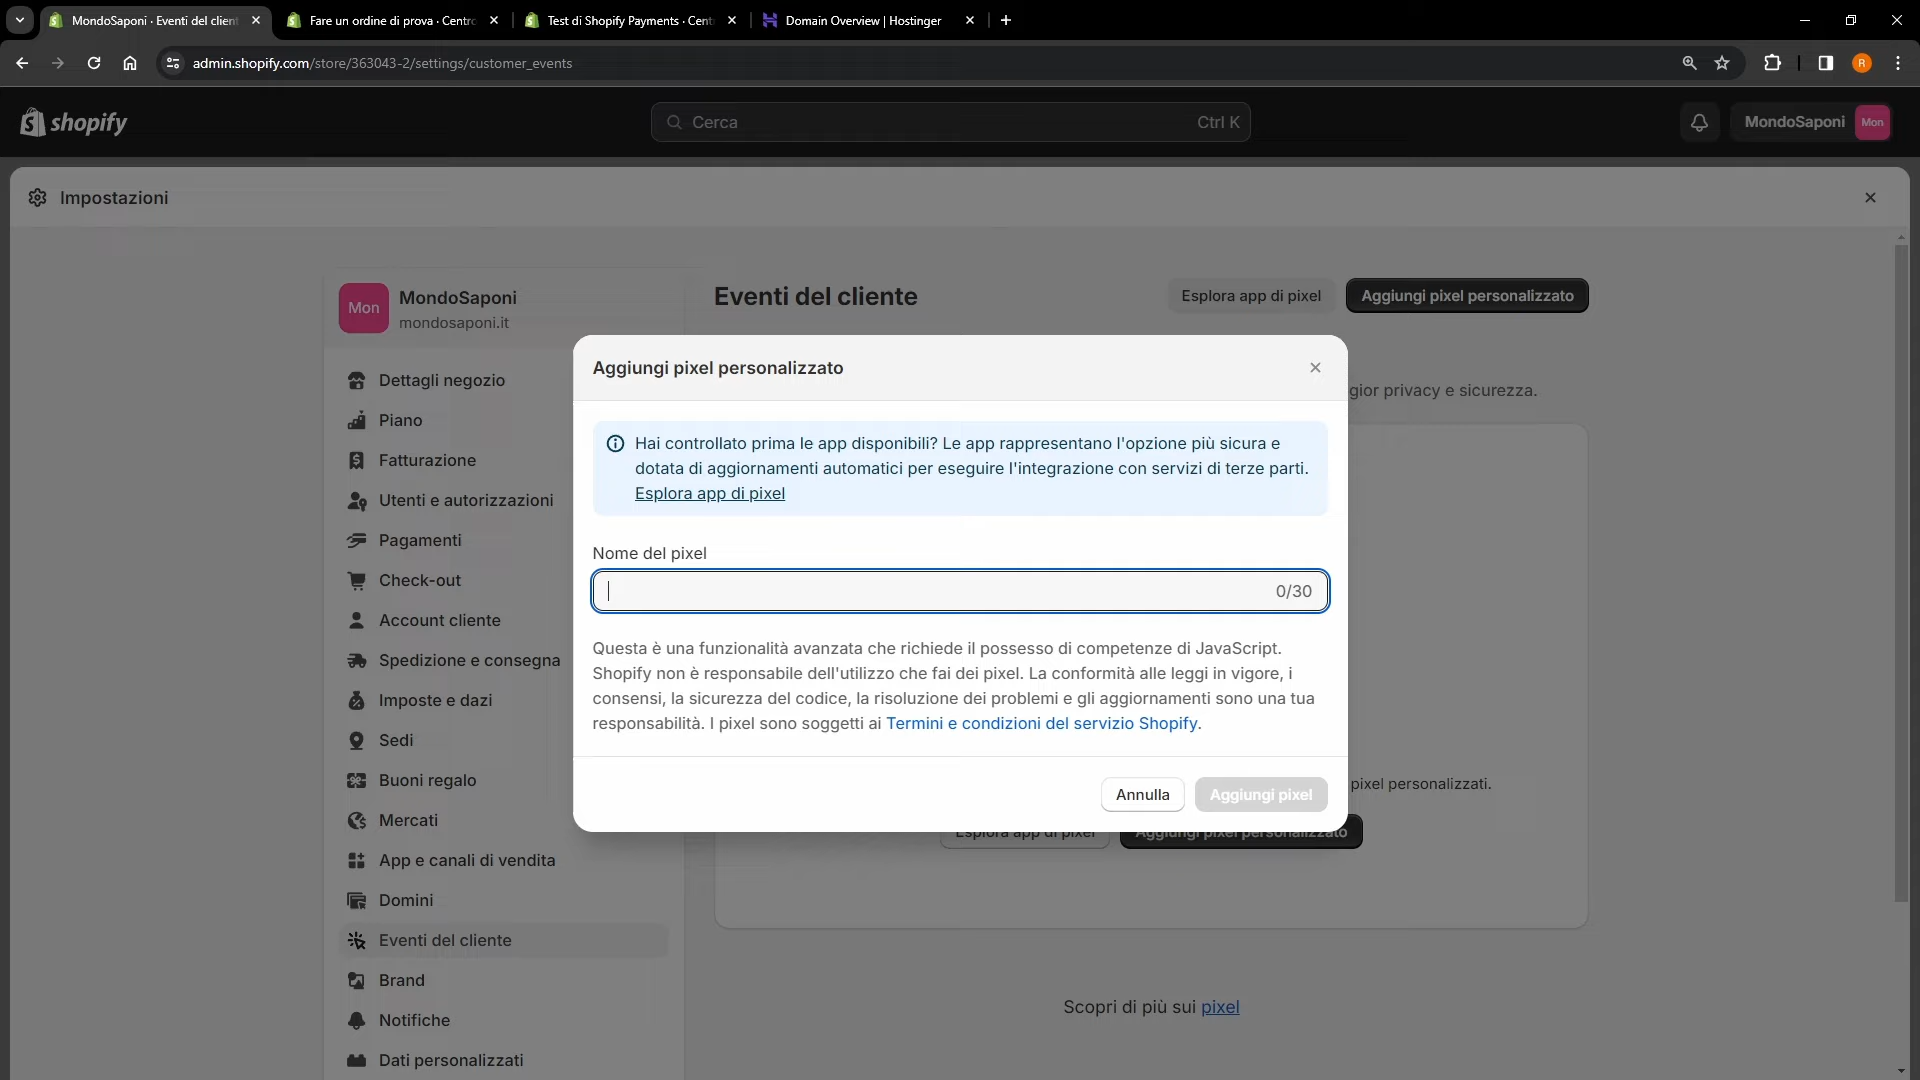 MondoSaponi · Eventi del client
Fare un ordine di prova · Centro
Test di Shopify Payments · Cent
Domain Overview | Hostinger
admin.shopify.com/store/363043-2/settings/customer_events
R
shopify
Cerca
Ctrl K
MondoSaponi
Mon
Impostazioni
Mon
MondoSaponi
mondosaponi.it
Dettagli negozio
Piano
Fatturazione
Utenti e autorizzazioni
Pagamenti
Check-out
Account cliente
Spedizione e consegna
Imposte e dazi
Sedi
Buoni regalo
Mercati
App e canali di vendita
Domini
Eventi del cliente
Brand
Notifiche
Dati personalizzati
Eventi del cliente
Esplora app di pixel
Aggiungi pixel personalizzato
gior privacy e sicurezza.
Aggiungi pixel personalizzato
Hai controllato prima le app disponibili? Le app rappresentano l'opzione più sicura e
dotata di aggiornamenti automatici per eseguire l'integrazione con servizi di terze parti.
Esplora app di pixel
Nome del pixel
0/30
Questa è una funzionalità avanzata che richiede il possesso di competenze di JavaScript.
Shopify non è responsabile dell'utilizzo che fai dei pixel. La conformità alle leggi in vigore, i
consensi, la sicurezza del codice, la risoluzione dei problemi e gli aggiornamenti sono una tua
responsabilità. I pixel sono soggetti ai Termini e condizioni del servizio Shopify.
Annulla
Aggiungi pixel
pixel personalizzati.
Esplora app di pixel
Aggiungi pixel personalizzato
Scopri di più sui pixel